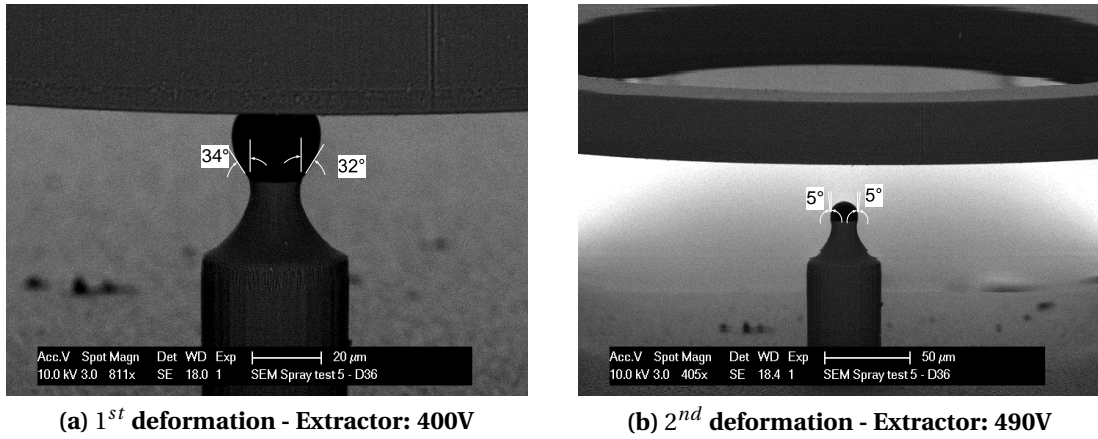 34°
32°
Acc.V Spot Magn Det WD Exp 20 µm
10.0 kV 3.0 811x SE 18.0 1 SEM Spray test 5 - D36
(a) 1st deformation - Extractor: 400V
5°
5°
Acc.V Spot Magn Det WD Exp 50 µm
10.0 kV 3.0 405x SE 18.4 1 SEM Spray test 5 - D36
(b) 2nd deformation - Extractor: 490V